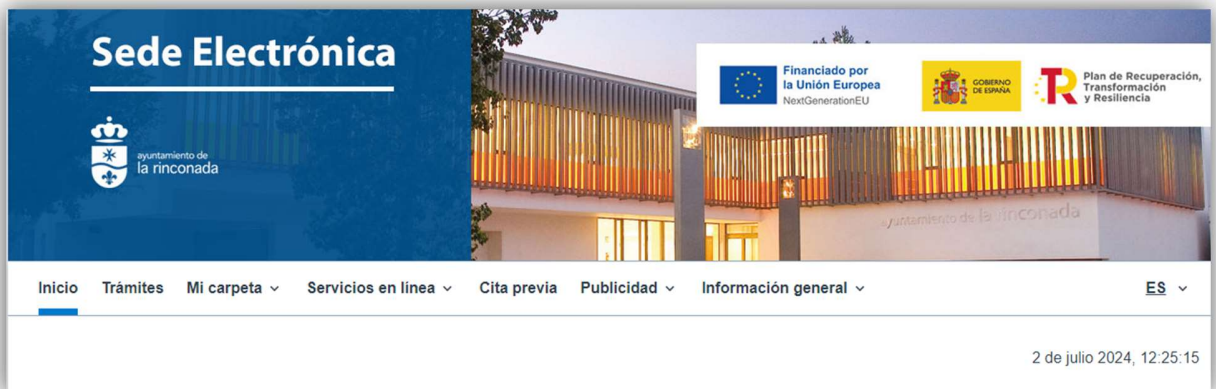 Sede Electrónica
ayuntamiento de
la rinconada
Financiado por
la Unión Europea
NextGenerationEU
GOBIERNO
DE ESPAÑA
Plan de Recuperación,
Transformación
y Resiliencia
ayuntamiento de la rinconada
Inicio Trámites Mi carpeta Servicios en línea Cita previa Publicidad Información general ES
2 de julio 2024, 12:25:15